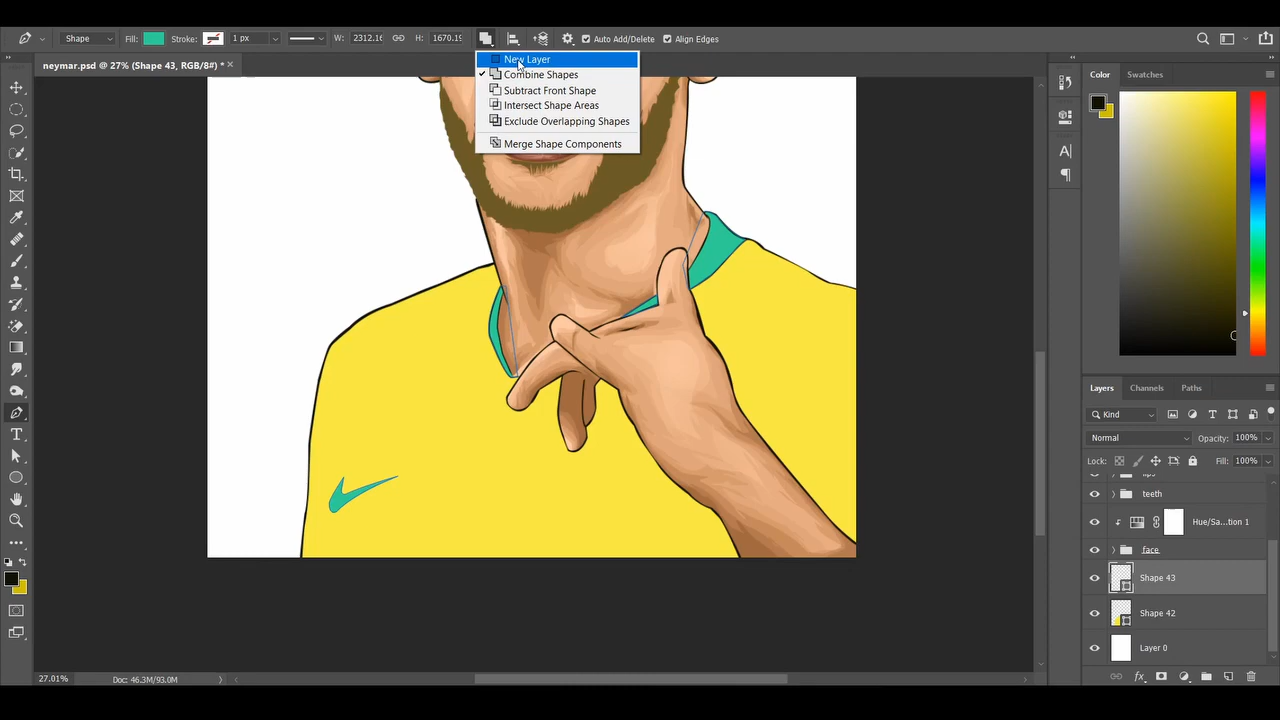 Shape Fill: Stroke: 1 px W: 2312.16 H: 1670.19 Auto Add/Delete Align Edges
neymar.psd @ 27% (Shape 43, RGB/8#) *
New Layer
Combine Shapes
Subtract Front Shape
Intersect Shape Areas
Exclude Overlapping Shapes
Merge Shape Components
Color Swatches
Layers Channels Paths
Kind
Normal Opacity: 100%
Lock: Fill: 100%
teeth
Hue/Sa...tion 1
face
Shape 43
Shape 42
Layer 0
27.01% Doc: 46.3M/93.0M